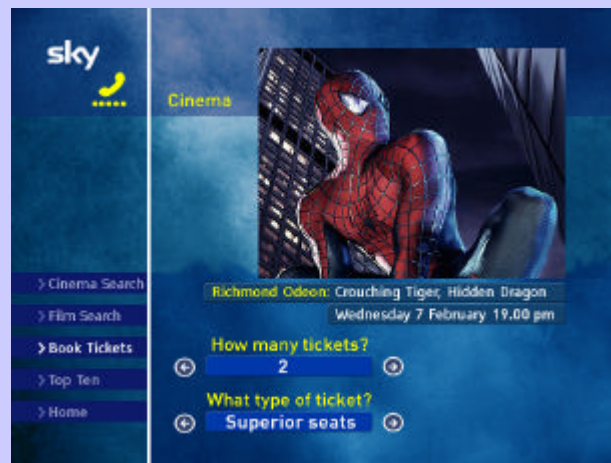 sky
Cinema
> Cinema Search
> Film Search
> Book Tickets
> Top Ten
> Home
Richmond Odeon: Crouching Tiger, Hidden Dragon
Wednesday 7 February 19.00 pm
How many tickets?
2
What type of ticket?
Superior seats